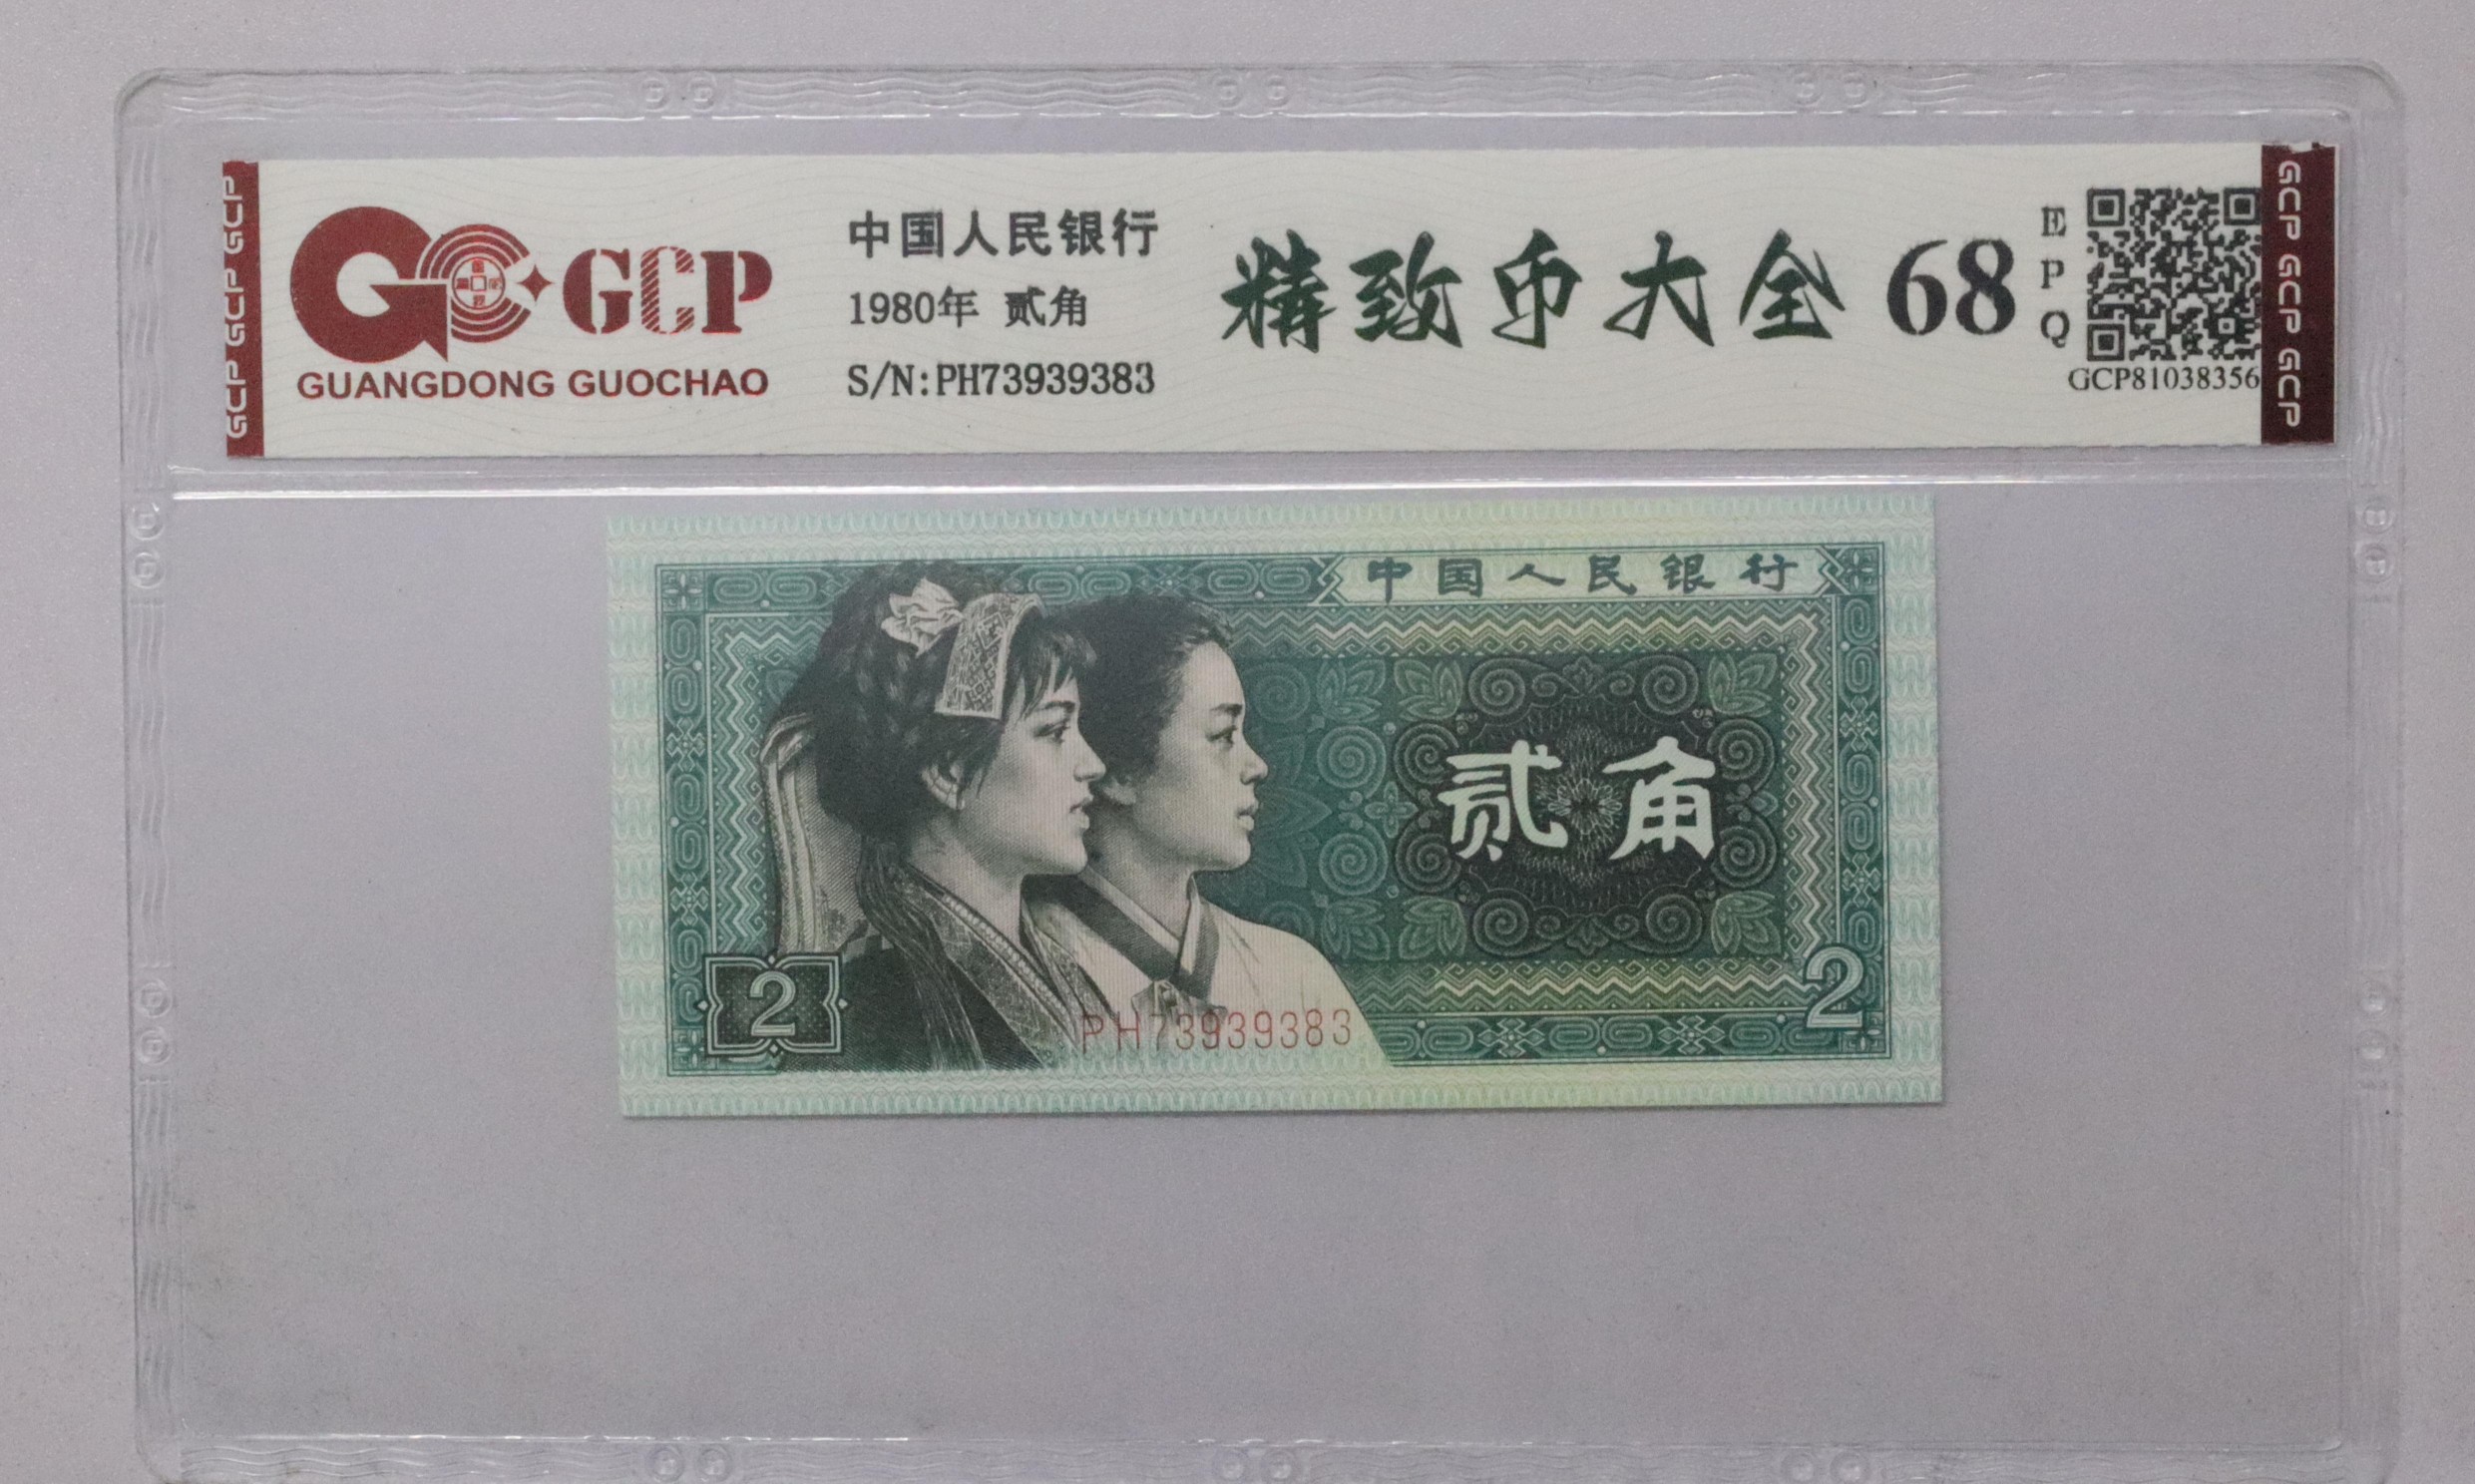 GCP GCP GCP
GCP
GUANGDONG GUOCHAO
中国人民银行
1980年 贰角
S/N:PH73939383
精致币大全 68
E
P
Q
GCP81038356
GCP GCP GCP
中国人民银行
贰角
2
PH73939383
2